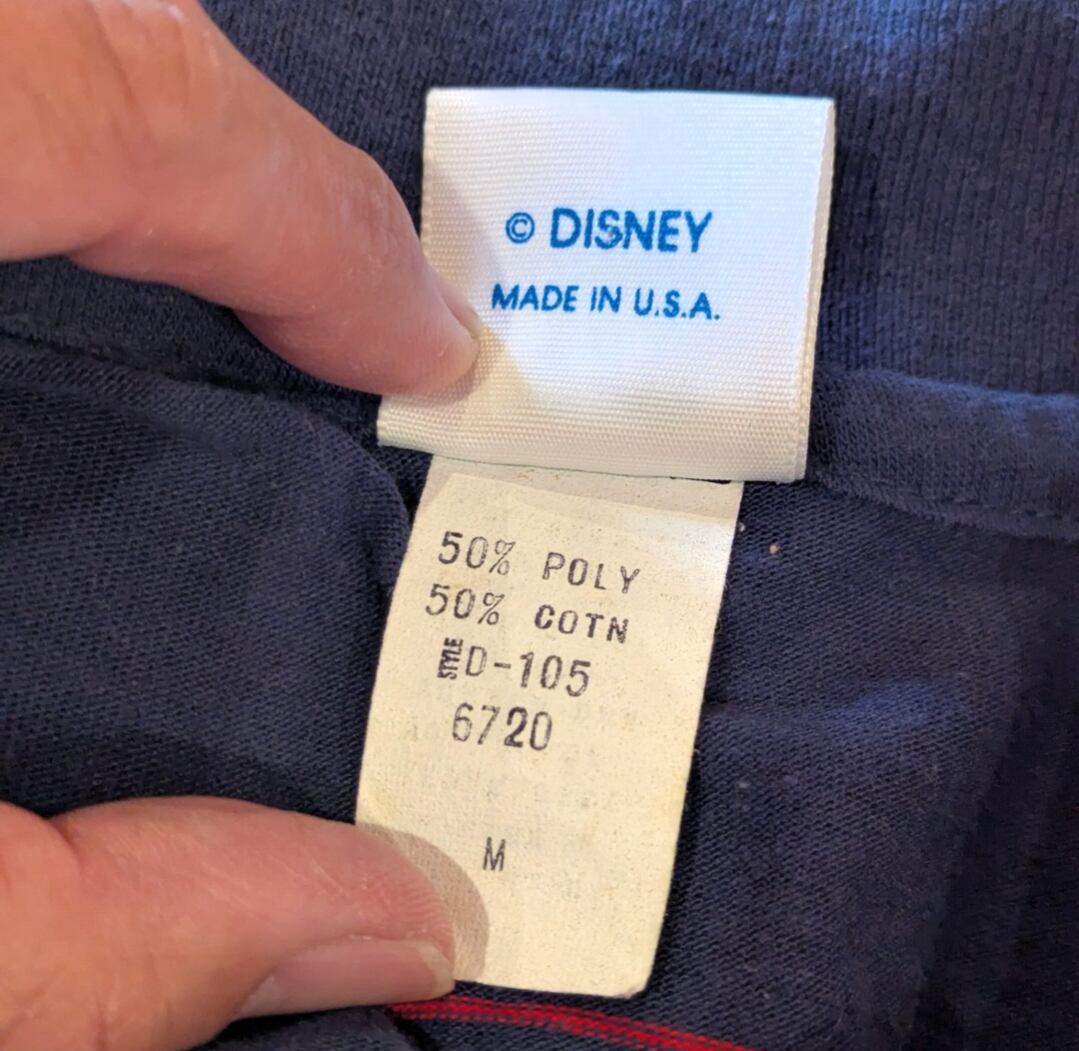 © DISNEY
MADE IN U.S.A.
50% POLY
50% COTN
STYLE D-105
6720
M